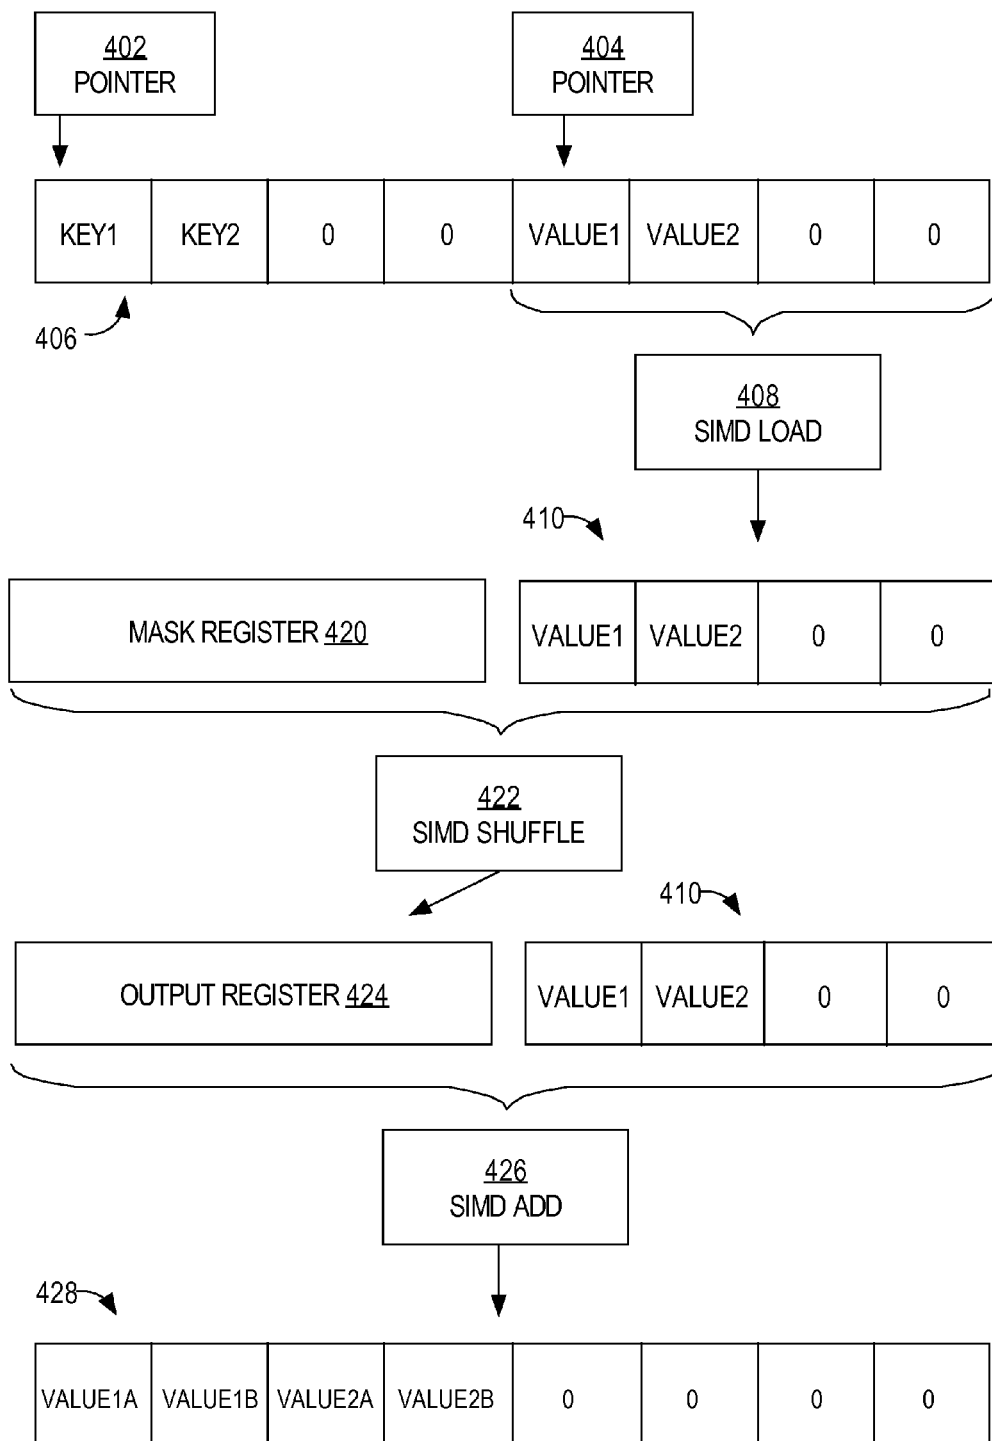 402
POINTER
404
POINTER
KEY1 KEY2 0 0 VALUE1 VALUE2 0 0
406
408
SIMD LOAD
410
MASK REGISTER 420
VALUE1 VALUE2 0 0
422
SIMD SHUFFLE
410
OUTPUT REGISTER 424
VALUE1 VALUE2 0 0
426
SIMD ADD
428
VALUE1A VALUE1B VALUE2A VALUE2B 0 0 0 0